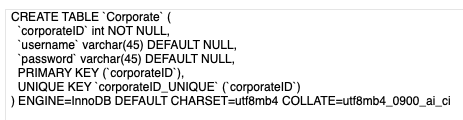 CREATE TABLE `Corporate` (
`corporateID` int NOT NULL,
`username` varchar(45) DEFAULT NULL,
`password` varchar(45) DEFAULT NULL,
PRIMARY KEY (`corporateID`),
UNIQUE KEY `corporateID_UNIQUE` (`corporateID`)
) ENGINE=InnoDB DEFAULT CHARSET=utf8mb4 COLLATE=utf8mb4_0900_ai_ci